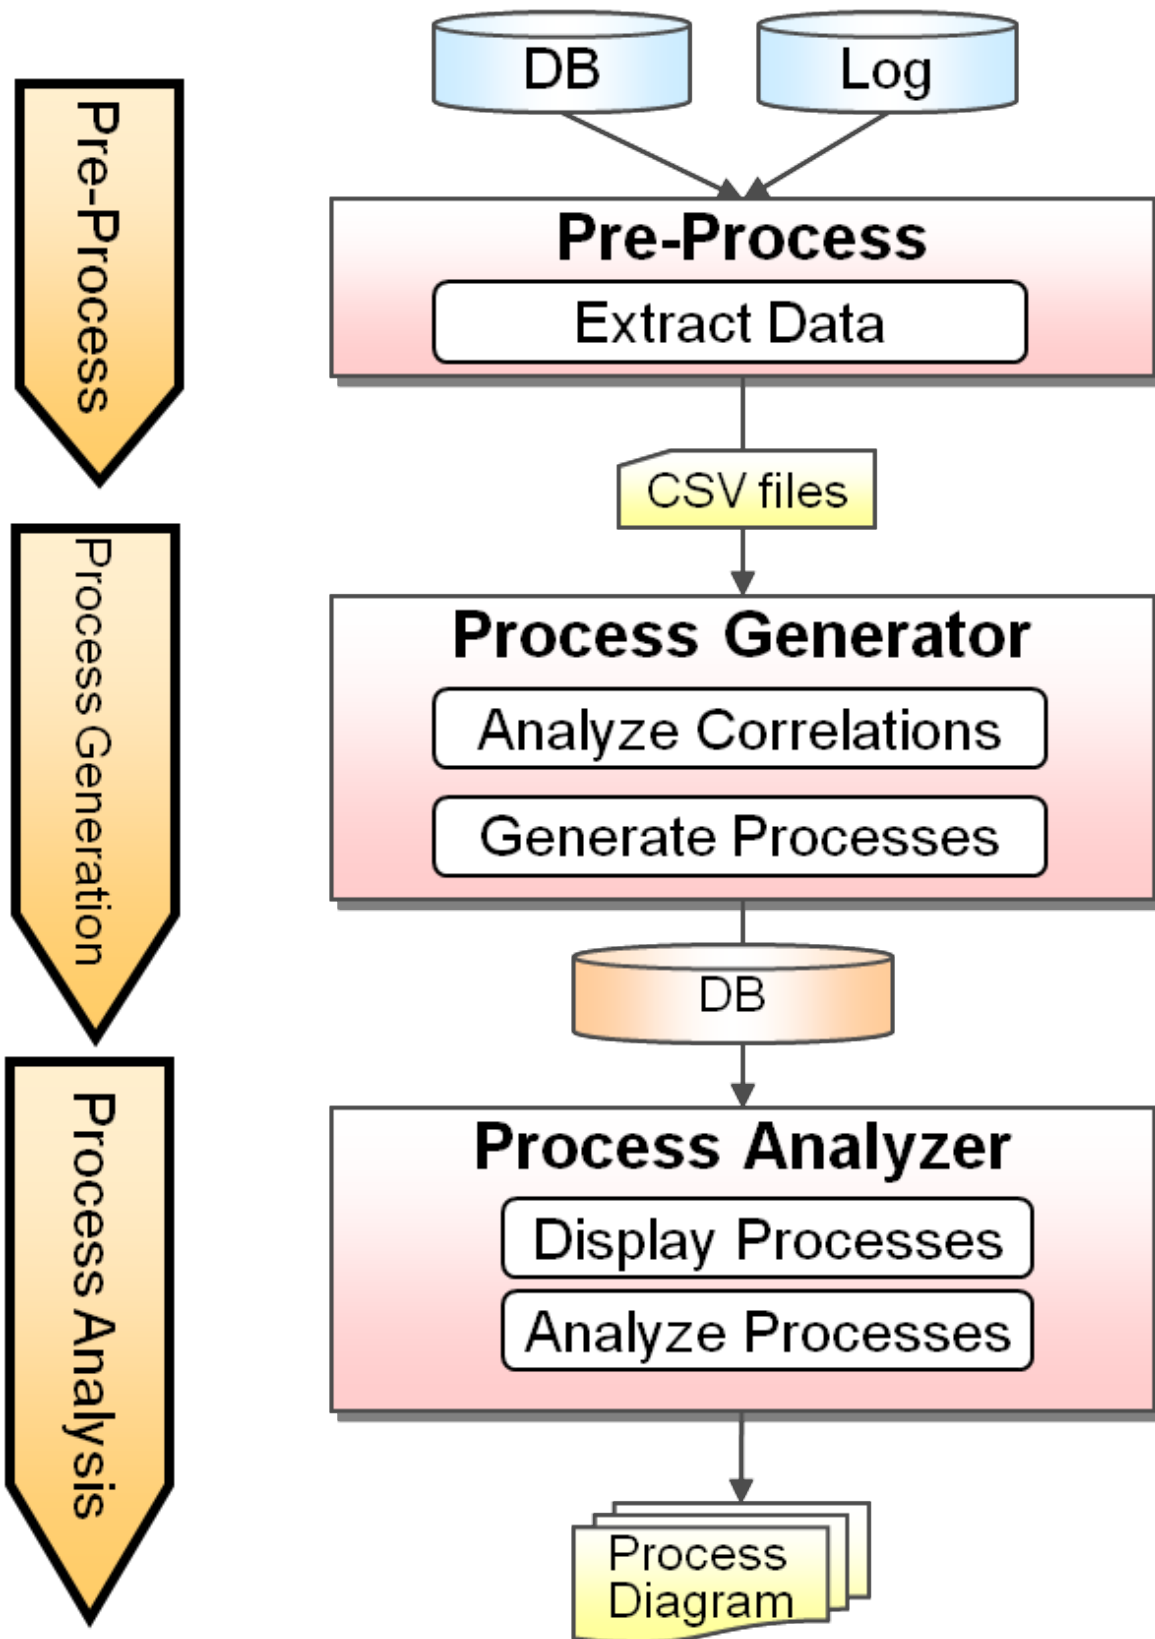 DB
Log
Pre-Process
Pre-Process
Extract Data
CSV files
Process Generation
Process Generator
Analyze Correlations
Generate Processes
DB
Process Analysis
Process Analyzer
Display Processes
Analyze Processes
Process
Diagram